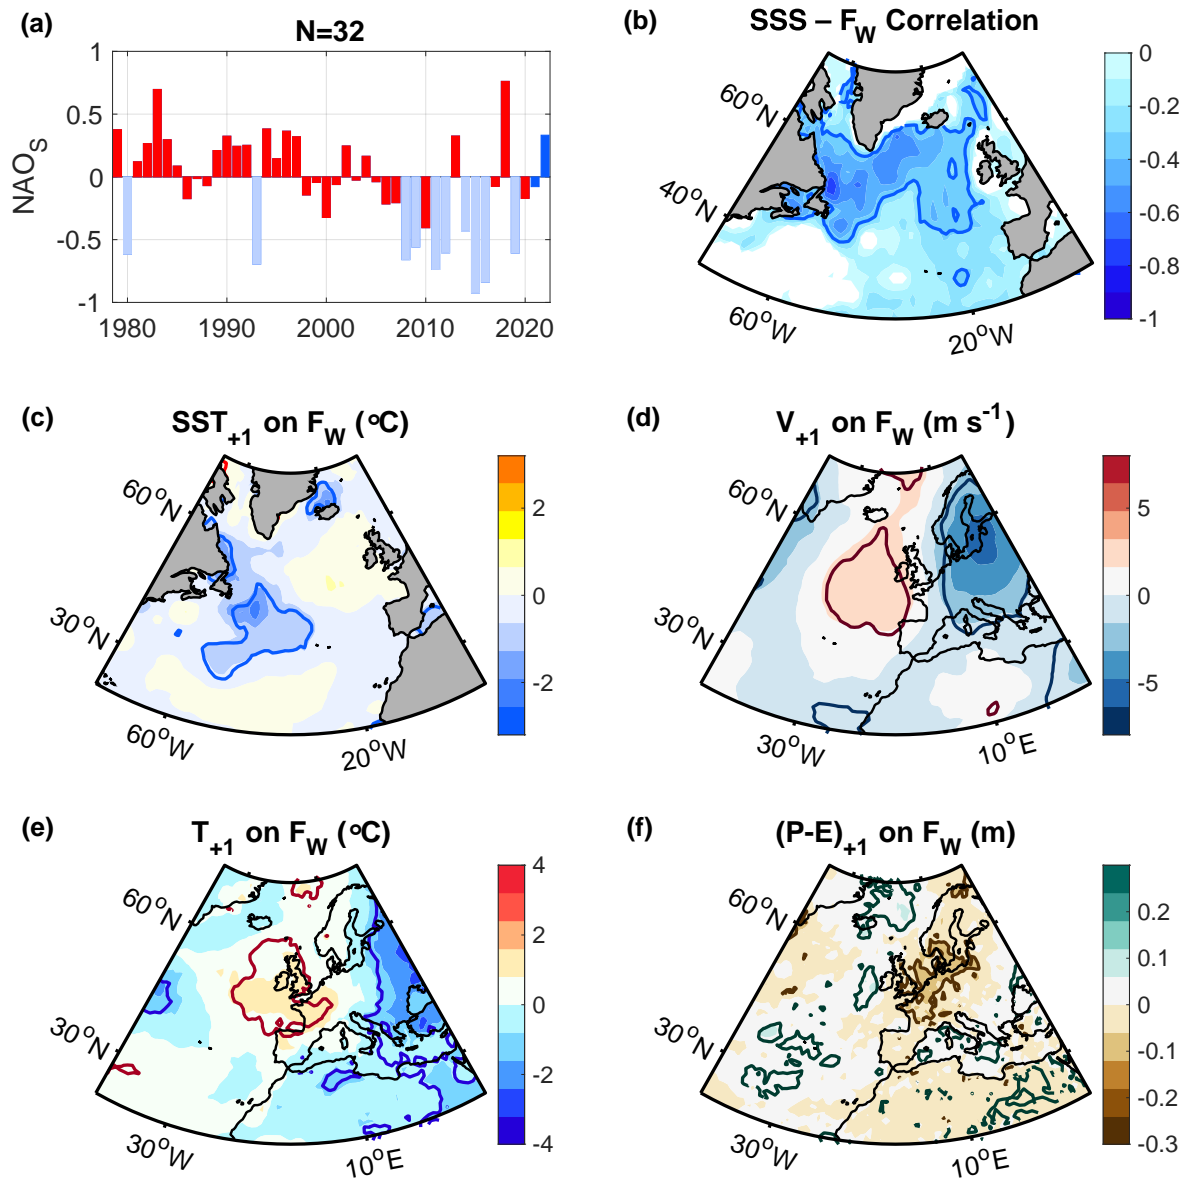 (a)
N=32
NAO_S
1
0.5
0
-0.5
-1
1980
1990
2000
2010
2020
(b)
SSS – F_W Correlation
60°N
40°N
60°W
20°W
0
-0.2
-0.4
-0.6
-0.8
-1
(c)
SST_{+1} on F_W (°C)
60°N
30°N
60°W
20°W
2
0
-2
(d)
V_{+1} on F_W (m s^{-1})
60°N
30°N
30°W
10°E
5
0
-5
(e)
T_{+1} on F_W (°C)
60°N
30°N
30°W
10°E
4
2
0
-2
-4
(f)
(P-E)_{+1} on F_W (m)
60°N
30°N
30°W
10°E
0.2
0.1
0
-0.1
-0.2
-0.3